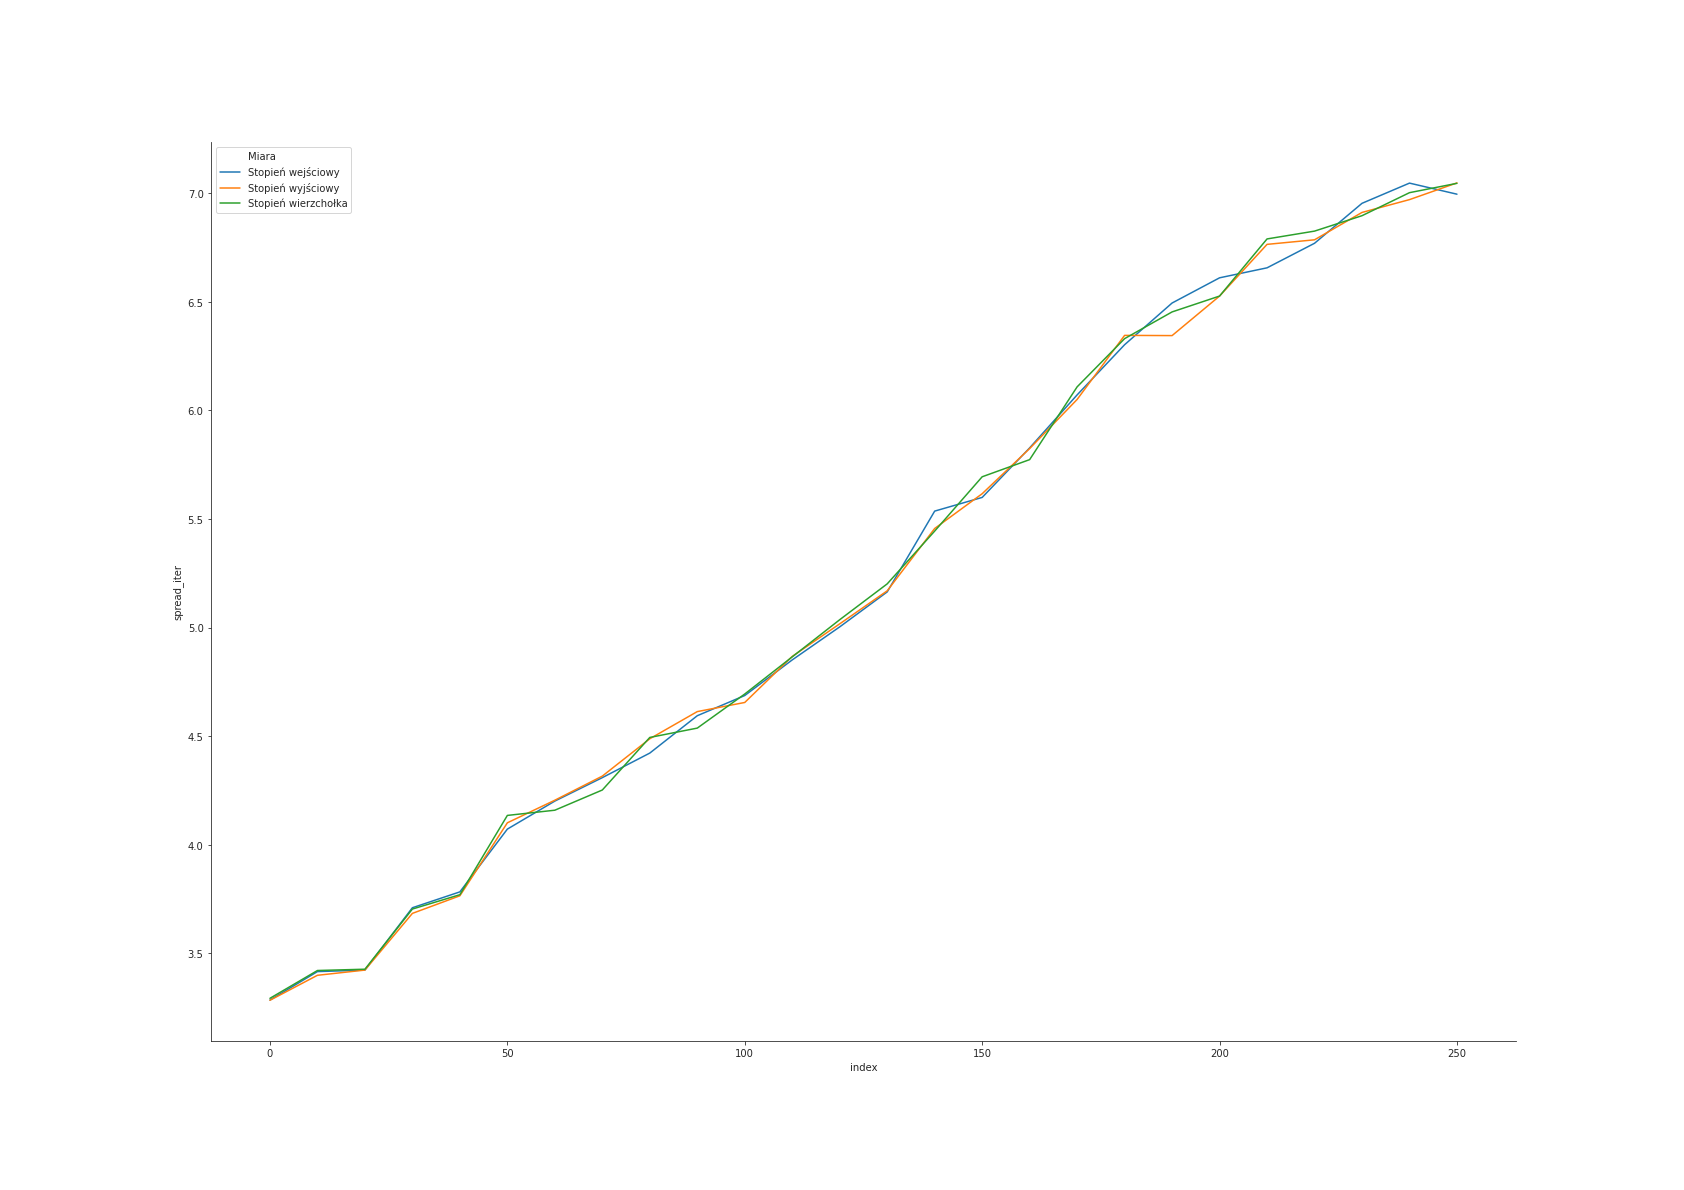 Miara
Stopień wejściowy
Stopień wyjściowy
Stopień wierzchołka
7.0
6.5
6.0
5.5
5.0
4.5
4.0
3.5
spread_iter
0 50 100 150 200 250
index